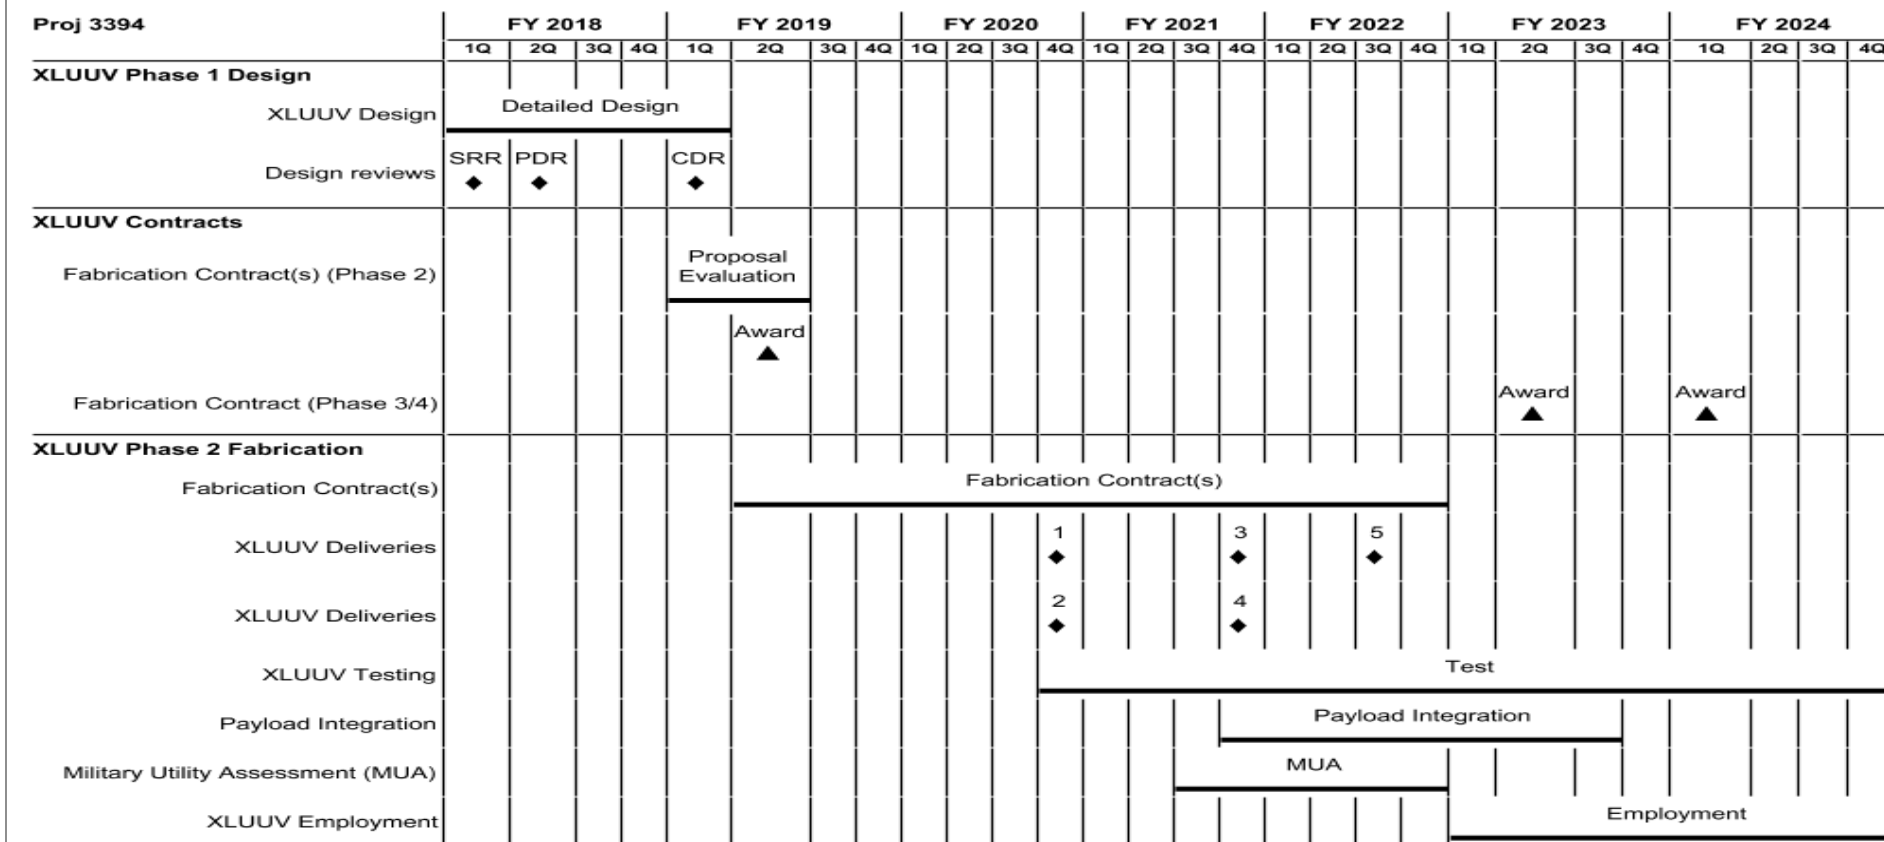 Proj 3394 FY 2018 FY 2019 FY 2020 FY 2021 FY 2022 FY 2023 FY 2024
1Q 2Q 3Q 4Q 1Q 2Q 3Q 4Q 1Q 2Q 3Q 4Q 1Q 2Q 3Q 4Q 1Q 2Q 3Q 4Q 1Q 2Q 3Q 4Q 1Q 2Q 3Q 4Q
XLUUV Phase 1 Design
XLUUV Design Detailed Design
Design reviews SRR PDR CDR
XLUUV Contracts
Fabrication Contract(s) (Phase 2) Proposal
Evaluation
Award
Fabrication Contract (Phase 3/4) Award Award
XLUUV Phase 2 Fabrication
Fabrication Contract(s) Fabrication Contract(s)
XLUUV Deliveries 1 3 5
XLUUV Deliveries 2 4
XLUUV Testing Test
Payload Integration Payload Integration
Military Utility Assessment (MUA) MUA
XLUUV Employment Employment